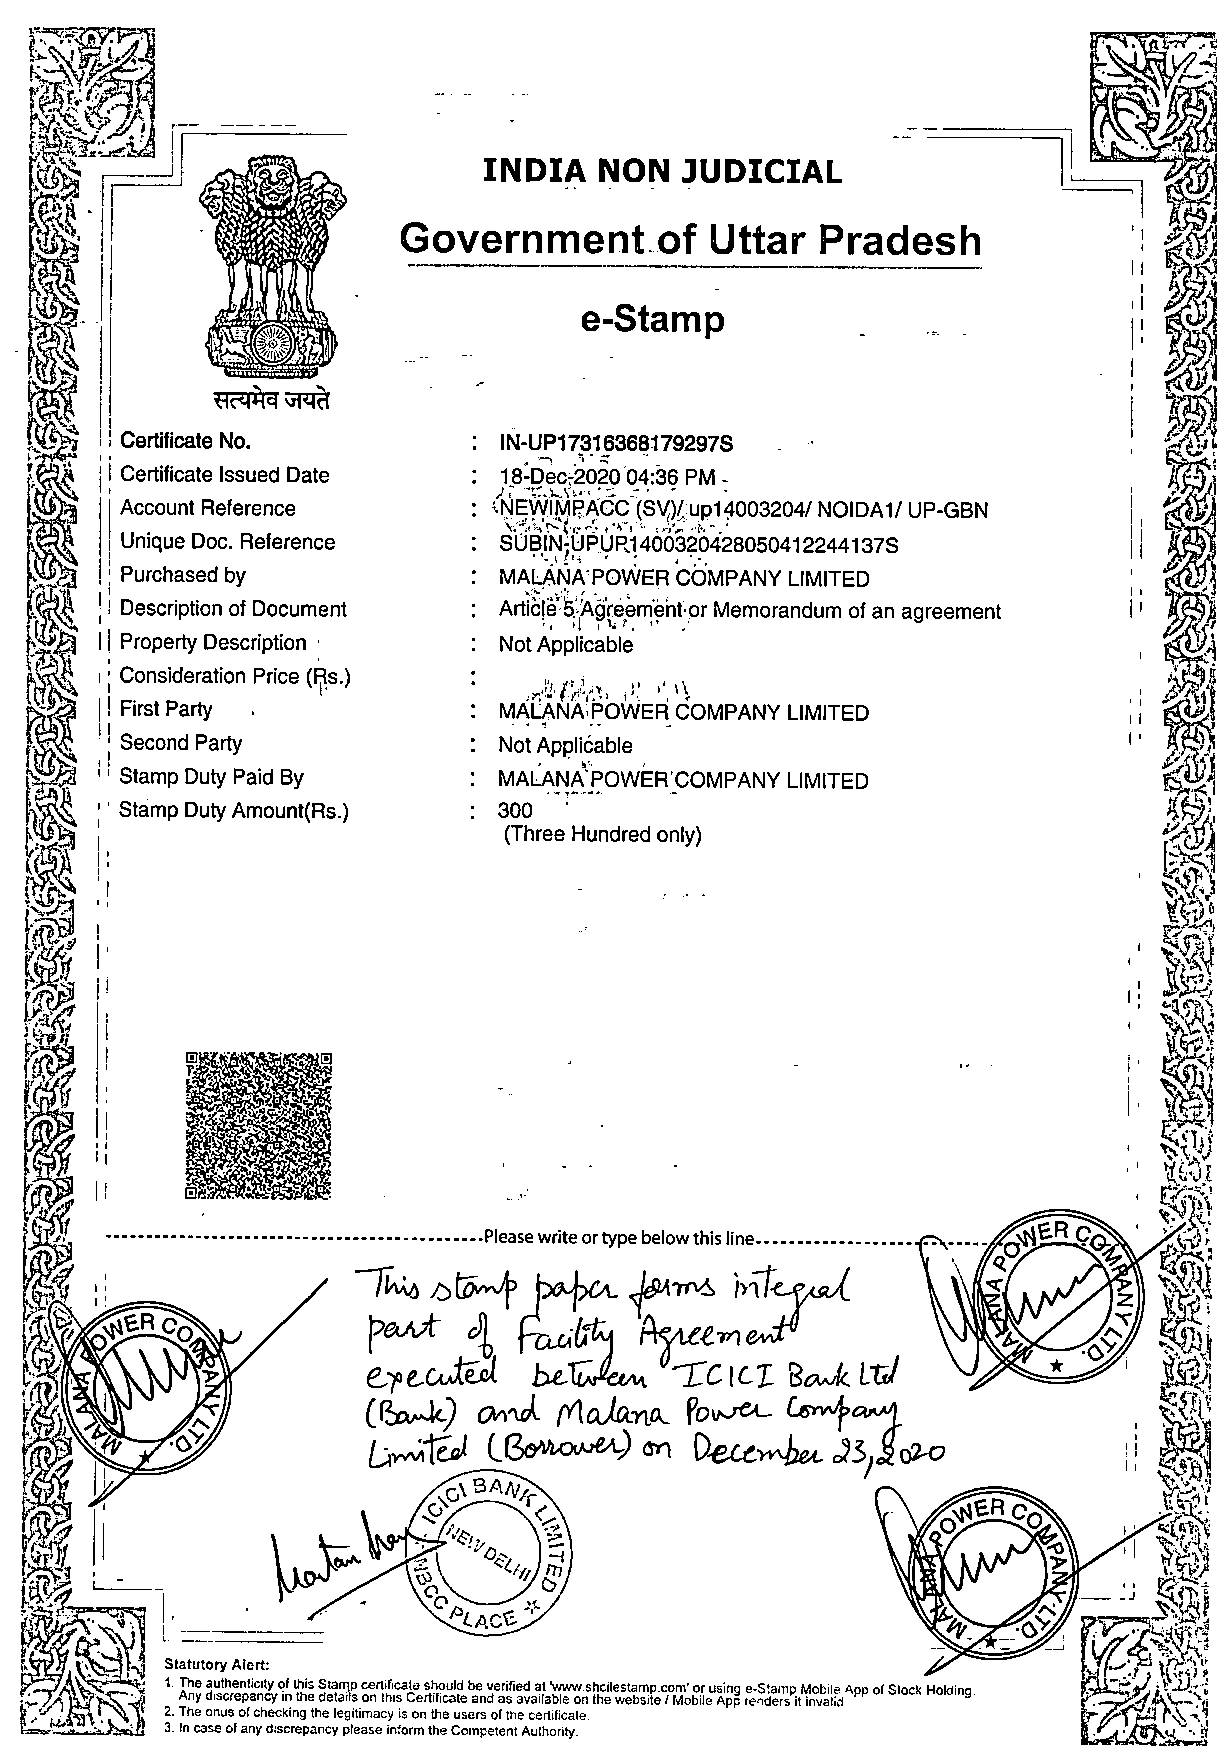 INDIA NON JUDICIAL
Government of Uttar Pradesh
e-Stamp
सत्यमेव जयते
Certificate No. : IN-UP17316368179297S
Certificate Issued Date : 18-Dec-2020 04:36 PM
Account Reference : NEWIMPACC (SV)/ up14003204/ NOIDA1/ UP-GBN
Unique Doc. Reference : SUBIN-UPUP1400320428050412244137S
Purchased by : MALANA POWER COMPANY LIMITED
Description of Document : Article 5 Agreement or Memorandum of an agreement
Property Description : Not Applicable
Consideration Price (Rs.) :
First Party : MALANA POWER COMPANY LIMITED
Second Party : Not Applicable
Stamp Duty Paid By : MALANA POWER COMPANY LIMITED
Stamp Duty Amount(Rs.) : 300
(Three Hundred only)
Please write or type below this line
This stamp paper forms integral
part of Facility Agreement
executed between ICICI Bank Ltd
(Bank) and Malana Power Company
Limited (Borrower) on December 23, 2020
MALANA POWER COMPANY LTD.
MALANA POWER COMPANY LTD.
ICICI BANK LIMITED
NEW DELHI
NBCC PLACE
MALANA POWER COMPANY LTD.
Statutory Alert:
1. The authenticity of this Stamp certificate should be verified at 'www.shcilestamp.com' or using e-Stamp Mobile App of Stock Holding.
Any discrepancy in the details on this Certificate and as available on the website / Mobile App renders it invalid
2. The onus of checking the legitimacy is on the users of the certificate.
3. In case of any discrepancy please inform the Competent Authority.